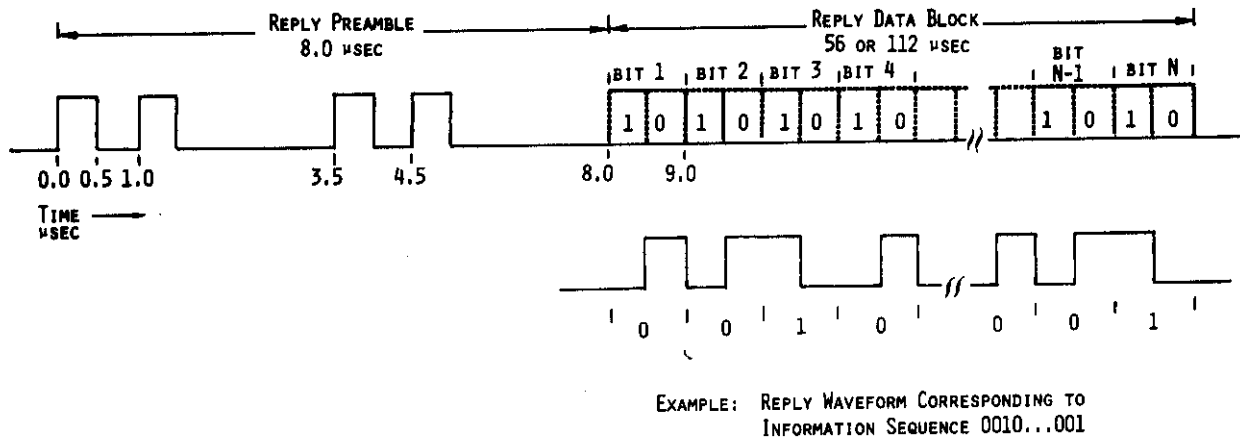 REPLY PREAMBLE
8.0 µSEC
REPLY DATA BLOCK
56 OR 112 µSEC
BIT 1 BIT 2 BIT 3 BIT 4 BIT N-1 BIT N
1 0 1 0 1 0 1 0 1 0 1 0
0.0 0.5 1.0 3.5 4.5 8.0 9.0
TIME
µSEC
0 0 1 0 0 0 1
EXAMPLE: REPLY WAVEFORM CORRESPONDING TO
INFORMATION SEQUENCE 0010...001